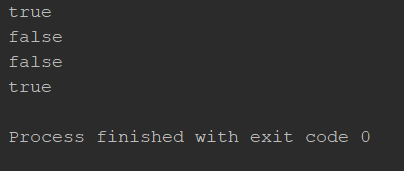 true
false
false
true
Process finished with exit code 0